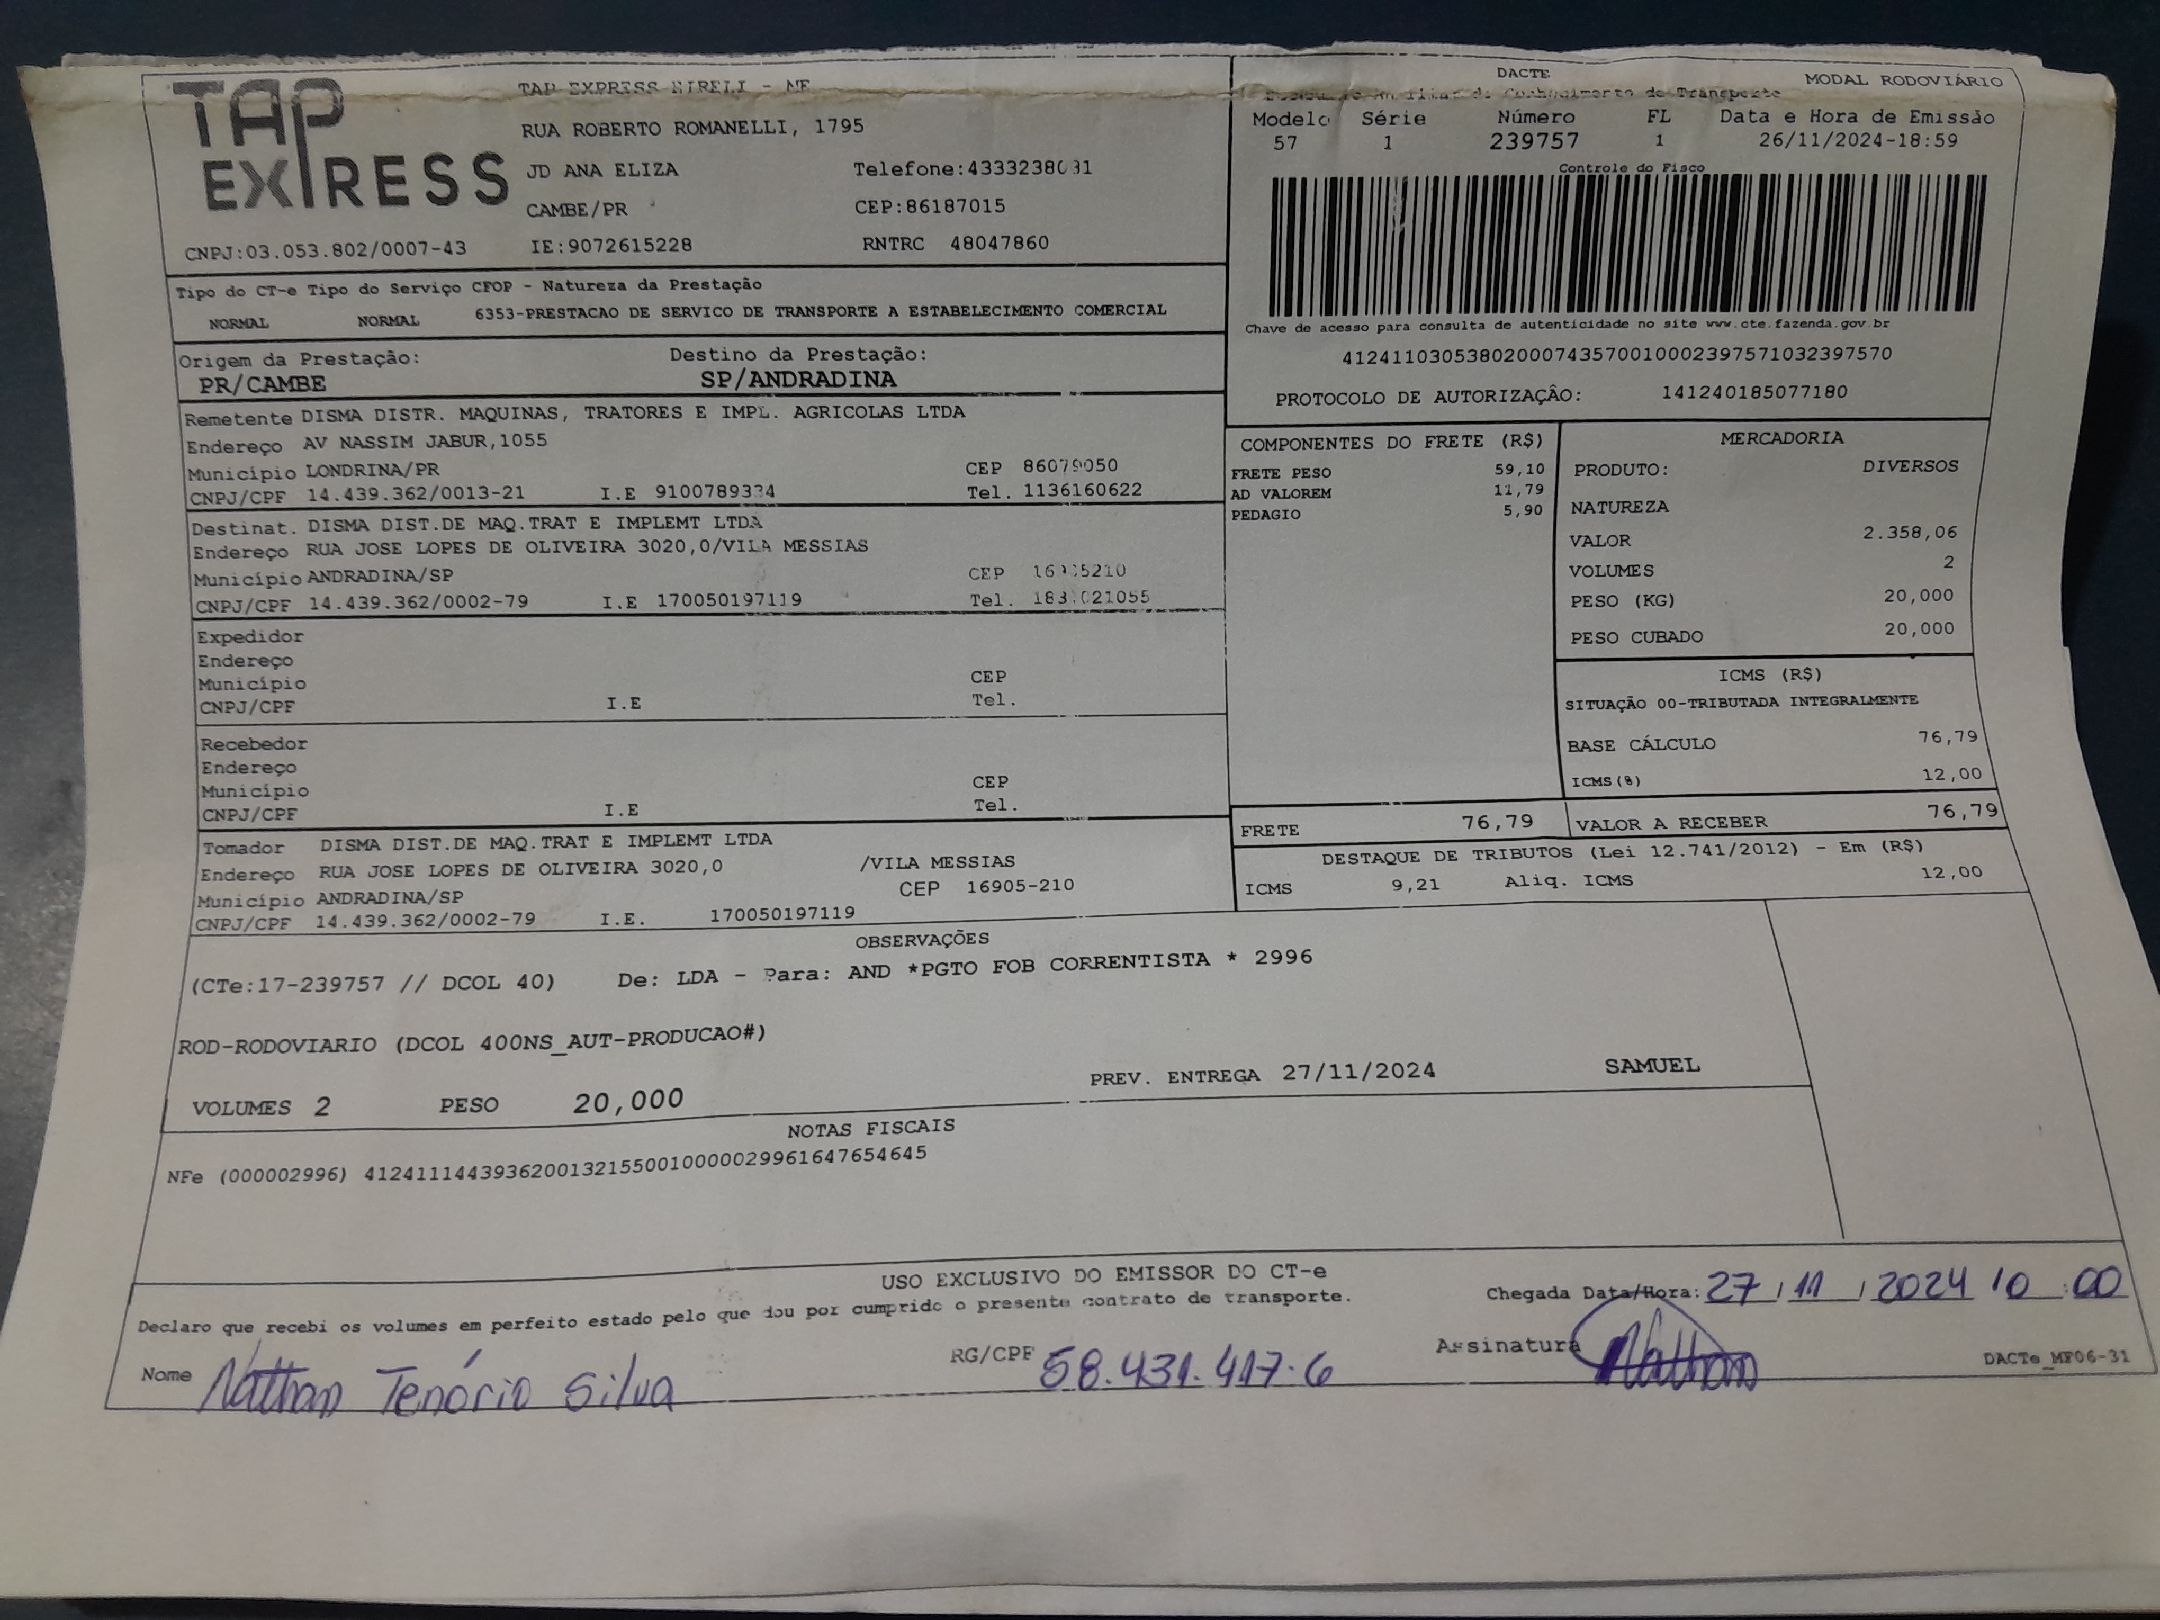 TAP EXPRESS
TAP EXPRESS EIRELI - MF
RUA ROBERTO ROMANELLI, 1795
JD ANA ELIZA Telefone:4333238031
CAMBE/PR CEP:86187015
CNPJ:03.053.802/0007-43 IE:9072615228 RNTRC 48047860
DACTE MODAL RODOVIÁRIO
Documento Auxiliar do Conhecimento de Transporte
Modelo Série Número FL Data e Hora de Emissão
57 1 239757 1 26/11/2024-18:59
Controle do Fisco
Chave de acesso para consulta de autenticidade no site www.cte.fazenda.gov.br
41241103053802000743570010002397571032397570
PROTOCOLO DE AUTORIZAÇÃO: 141240185077180
Tipo do CT-e Tipo do Serviço CFOP - Natureza da Prestação
NORMAL NORMAL 6353-PRESTACAO DE SERVICO DE TRANSPORTE A ESTABELECIMENTO COMERCIAL
Origem da Prestação: Destino da Prestação:
PR/CAMBE SP/ANDRADINA
Remetente DISMA DISTR. MAQUINAS, TRATORES E IMPL. AGRICOLAS LTDA
Endereço AV NASSIM JABUR,1055
Município LONDRINA/PR CEP 86079050
CNPJ/CPF 14.439.362/0013-21 I.E 9100789334 Tel. 1136160622
Destinat. DISMA DIST.DE MAQ.TRAT E IMPLEMT LTDA
Endereço RUA JOSE LOPES DE OLIVEIRA 3020,0/VILA MESSIAS
Município ANDRADINA/SP CEP 16905210
CNPJ/CPF 14.439.362/0002-79 I.E 170050197119 Tel.
Expedidor
Endereço
Município CEP
CNPJ/CPF I.E Tel.
Recebedor
Endereço
Município CEP
CNPJ/CPF I.E Tel.
Tomador DISMA DIST.DE MAQ.TRAT E IMPLEMT LTDA
Endereço RUA JOSE LOPES DE OLIVEIRA 3020,0 /VILA MESSIAS
Município ANDRADINA/SP CEP 16905-210
CNPJ/CPF 14.439.362/0002-79 I.E. 170050197119
COMPONENTES DO FRETE (R$)
FRETE PESO 59,10
AD VALOREM 11,79
PEDAGIO 5,90
MERCADORIA
PRODUTO: DIVERSOS
NATUREZA
VALOR 2.358,06
VOLUMES 2
PESO (KG) 20,000
PESO CUBADO 20,000
ICMS (R$)
SITUAÇÃO 00-TRIBUTADA INTEGRALMENTE
BASE CÁLCULO 76,79
ICMS(%) 12,00
FRETE 76,79 VALOR A RECEBER 76,79
DESTAQUE DE TRIBUTOS (Lei 12.741/2012) - Em (R$)
ICMS 9,21 Aliq. ICMS 12,00
OBSERVAÇÕES
(CTe:17-239757 // DCOL 40) De: LDA - Para: AND *PGTO FOB CORRENTISTA * 2996
ROD-RODOVIARIO (DCOL 400NS_AUT-PRODUCAO#)
PREV. ENTREGA 27/11/2024 SAMUEL
VOLUMES 2 PESO 20,000
NOTAS FISCAIS
NFe (000002996) 41241114439362001321550010000029961647654645
USO EXCLUSIVO DO EMISSOR DO CT-e
Declaro que recebi os volumes em perfeito estado pelo que dou por cumprido o presente contrato de transporte.
Chegada Data/Hora: 27/11/2024 10:00
Nome Nathan Tenório Silva RG/CPF 58.431.417-6 Assinatura Nathan
DACTe_MF06-31